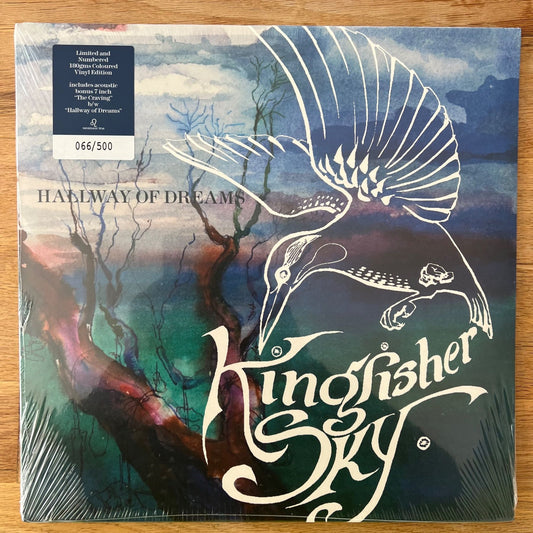 Limited and
Numbered
180gms Coloured
Vinyl Edition
includes acoustic
bonus 7 inch
"The Craving"
b/w
"Hallway of Dreams"
066/500
HALLWAY OF DREAMS
Kingfisher
SKY